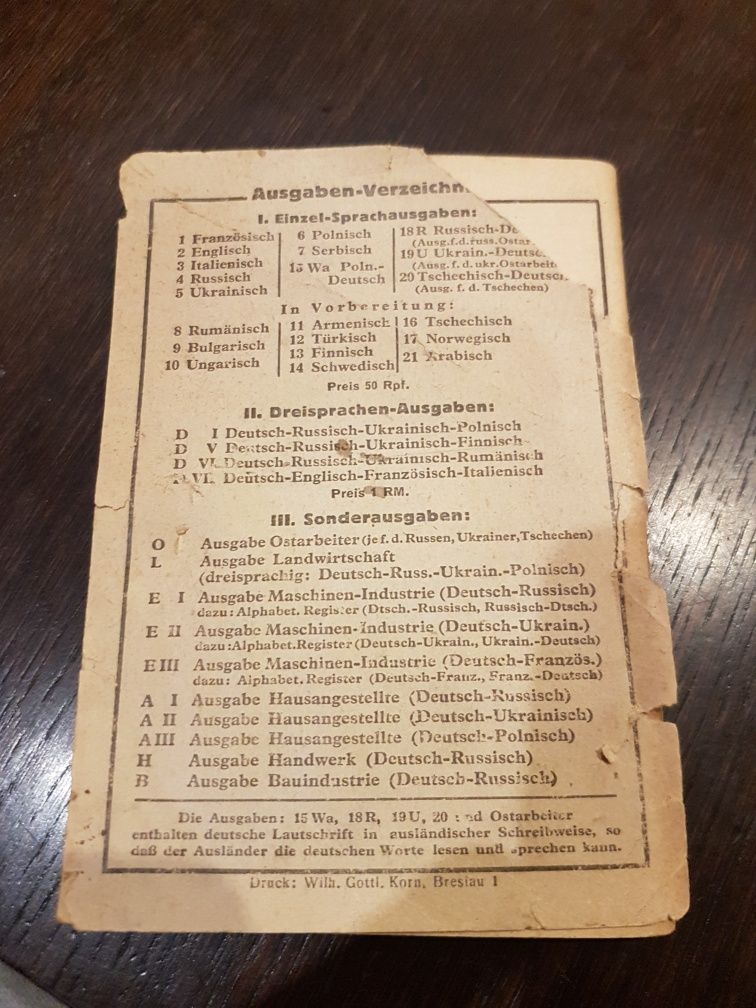 Ausgaben-Verzeichn
I. Einzel-Sprachausgaben:
1 Französisch
2 Englisch
3 Italienisch
4 Russisch
5 Ukrainisch
6 Polnisch
7 Serbisch
15 Wa Poln.-
Deutsch
18 R Russisch-De
(Ausg.f.d.russ.Ostar
19 U Ukrain.-Deutsc
(Ausg. f. d. ukr.Ostarbeit
20 Tschechisch-Deutsc
(Ausg. f. d. Tschechen)
In Vorbereitung:
8 Rumänisch
9 Bulgarisch
10 Ungarisch
11 Armenisch
12 Türkisch
13 Finnisch
14 Schwedisch
16 Tschechisch
17 Norwegisch
21 Arabisch
Preis 50 Rpf.
II. Dreisprachen-Ausgaben:
D I Deutsch-Russisch-Ukrainisch-Polnisch
D V Deutsch-Russisch-Ukrainisch-Finnisch
D VI Deutsch-Russisch-Ukrainisch-Rumänisch
VII Deutsch-Englisch-Französisch-Italienisch
Preis 1 RM.
III. Sonderausgaben:
O Ausgabe Ostarbeiter (je f. d. Russen, Ukrainer, Tschechen)
L Ausgabe Landwirtschaft
(dreisprachig: Deutsch-Russ.-Ukrain.-Polnisch)
E I Ausgabe Maschinen-Industrie (Deutsch-Russisch)
dazu: Alphabet. Register (Dtsch.-Russisch, Russisch-Dtsch.)
E II Ausgabe Maschinen-Industrie (Deutsch-Ukrain.)
dazu: Alphabet. Register (Deutsch-Ukrain., Ukrain.-Deutsch)
E III Ausgabe Maschinen-Industrie (Deutsch-Französ.)
dazu: Alphabet. Register (Deutsch-Franz., Franz.-Deutsch)
A I Ausgabe Hausangestellte (Deutsch-Russisch)
A II Ausgabe Hausangestellte (Deutsch-Ukrainisch)
A III Ausgabe Hausangestellte (Deutsch-Polnisch)
H Ausgabe Handwerk (Deutsch-Russisch)
B Ausgabe Bauindustrie (Deutsch-Russisch)
Die Ausgaben: 15 Wa, 18 R, 19 U, 20 und Ostarbeiter
enthalten deutsche Lautschrift in ausländischer Schreibweise, so
daß der Ausländer die deutschen Worte lesen und sprechen kann.
Druck: Wilh. Gottl. Korn, Breslau 1